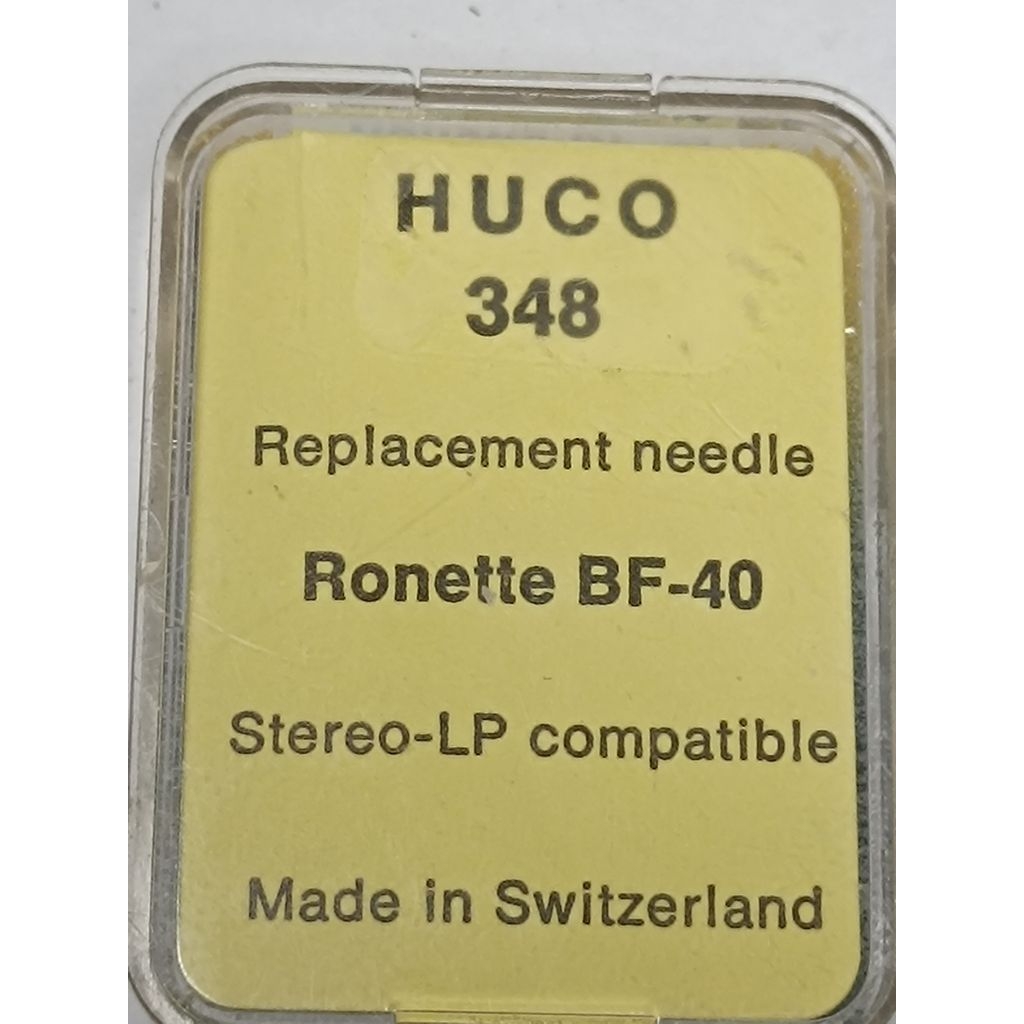 HUCO
348
Replacement needle
Ronette BF-40
Stereo-LP compatible
Made in Switzerland